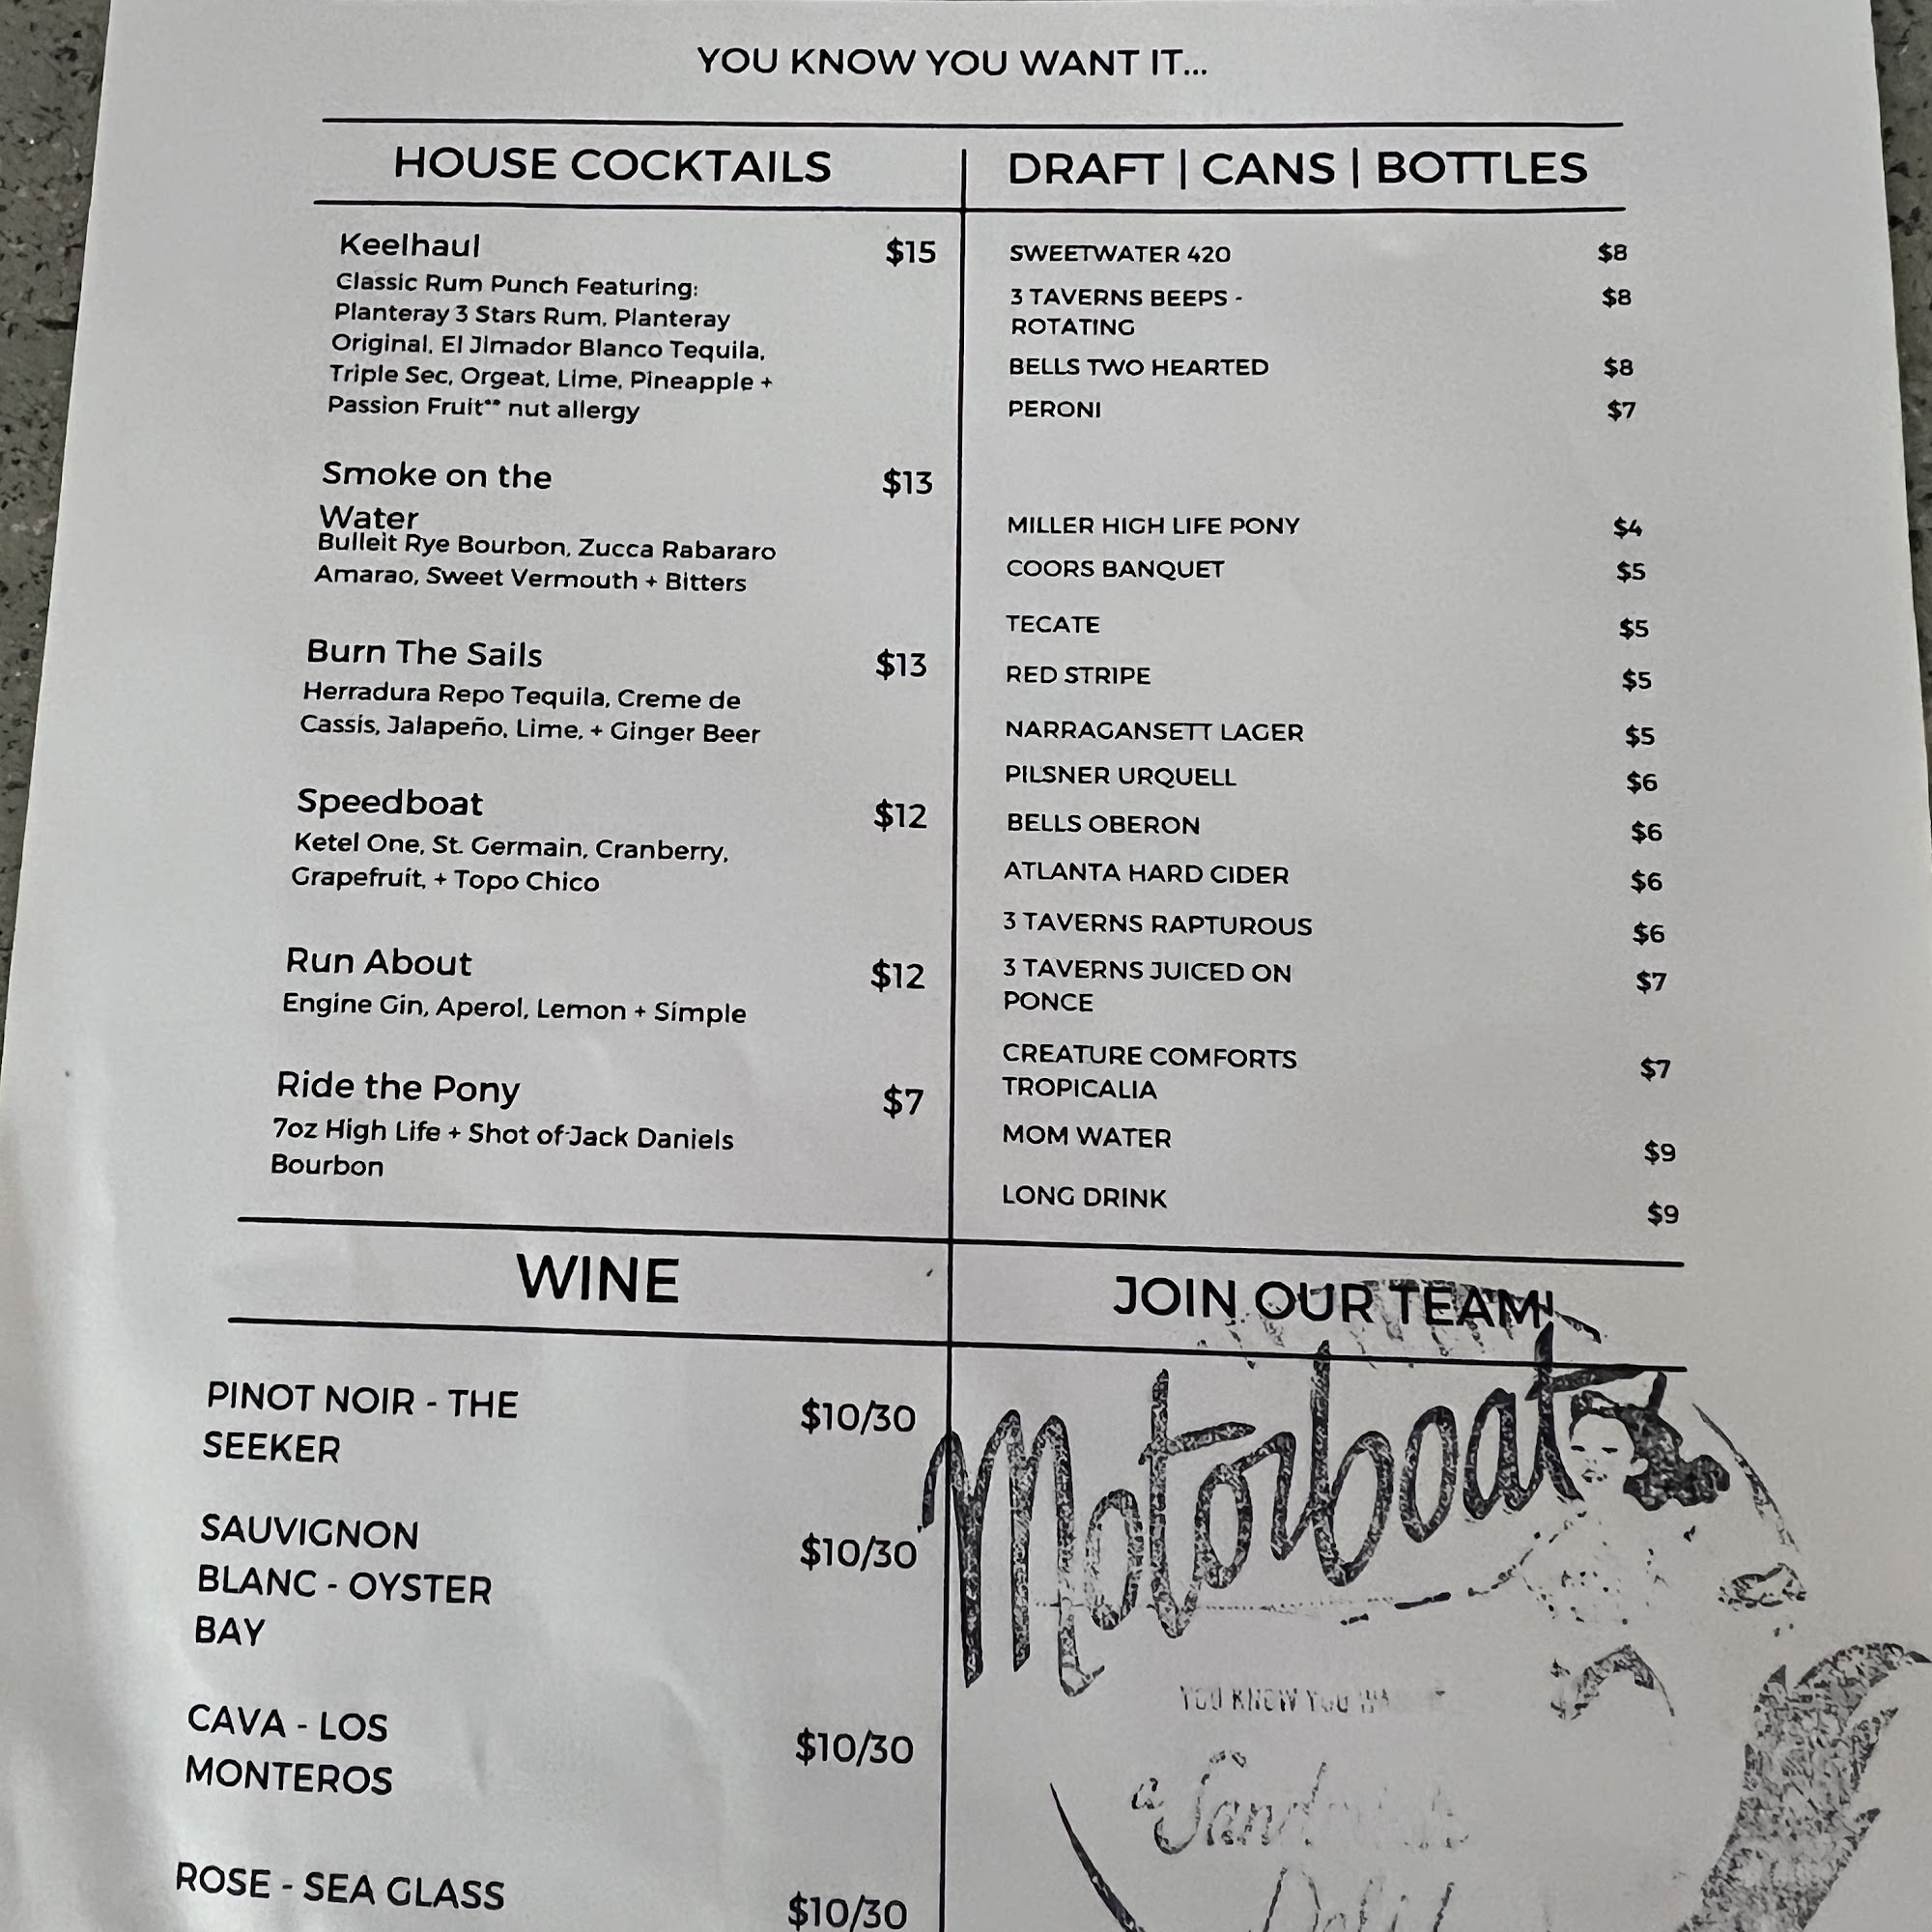 YOU KNOW YOU WANT IT...
HOUSE COCKTAILS
Keelhaul $15
Classic Rum Punch Featuring:
Planteray 3 Stars Rum, Planteray
Original, El Jimador Blanco Tequila,
Triple Sec, Orgeat, Lime, Pineapple +
Passion Fruit** nut allergy
Smoke on the $13
Water
Bulleit Rye Bourbon, Zucca Rabararo
Amarao, Sweet Vermouth + Bitters
Burn The Sails $13
Herradura Repo Tequila, Creme de
Cassis, Jalapeño, Lime, + Ginger Beer
Speedboat $12
Ketel One, St. Germain, Cranberry,
Grapefruit, + Topo Chico
Run About $12
Engine Gin, Aperol, Lemon + Simple
Ride the Pony $7
7oz High Life + Shot of Jack Daniels
Bourbon
DRAFT | CANS | BOTTLES
SWEETWATER 420 $8
3 TAVERNS BEEPS - $8
ROTATING
BELLS TWO HEARTED $8
PERONI $7
MILLER HIGH LIFE PONY $4
COORS BANQUET $5
TECATE $5
RED STRIPE $5
NARRAGANSETT LAGER $5
PILSNER URQUELL $6
BELLS OBERON $6
ATLANTA HARD CIDER $6
3 TAVERNS RAPTUROUS $6
3 TAVERNS JUICED ON $7
PONCE
CREATURE COMFORTS $7
TROPICALIA
MOM WATER $9
LONG DRINK $9
WINE
PINOT NOIR - THE $10/30
SEEKER
SAUVIGNON $10/30
BLANC - OYSTER
BAY
CAVA - LOS $10/30
MONTEROS
ROSE - SEA GLASS $10/30
JOIN OUR TEAM!
Motorboat
YOU KNOW YOU
a